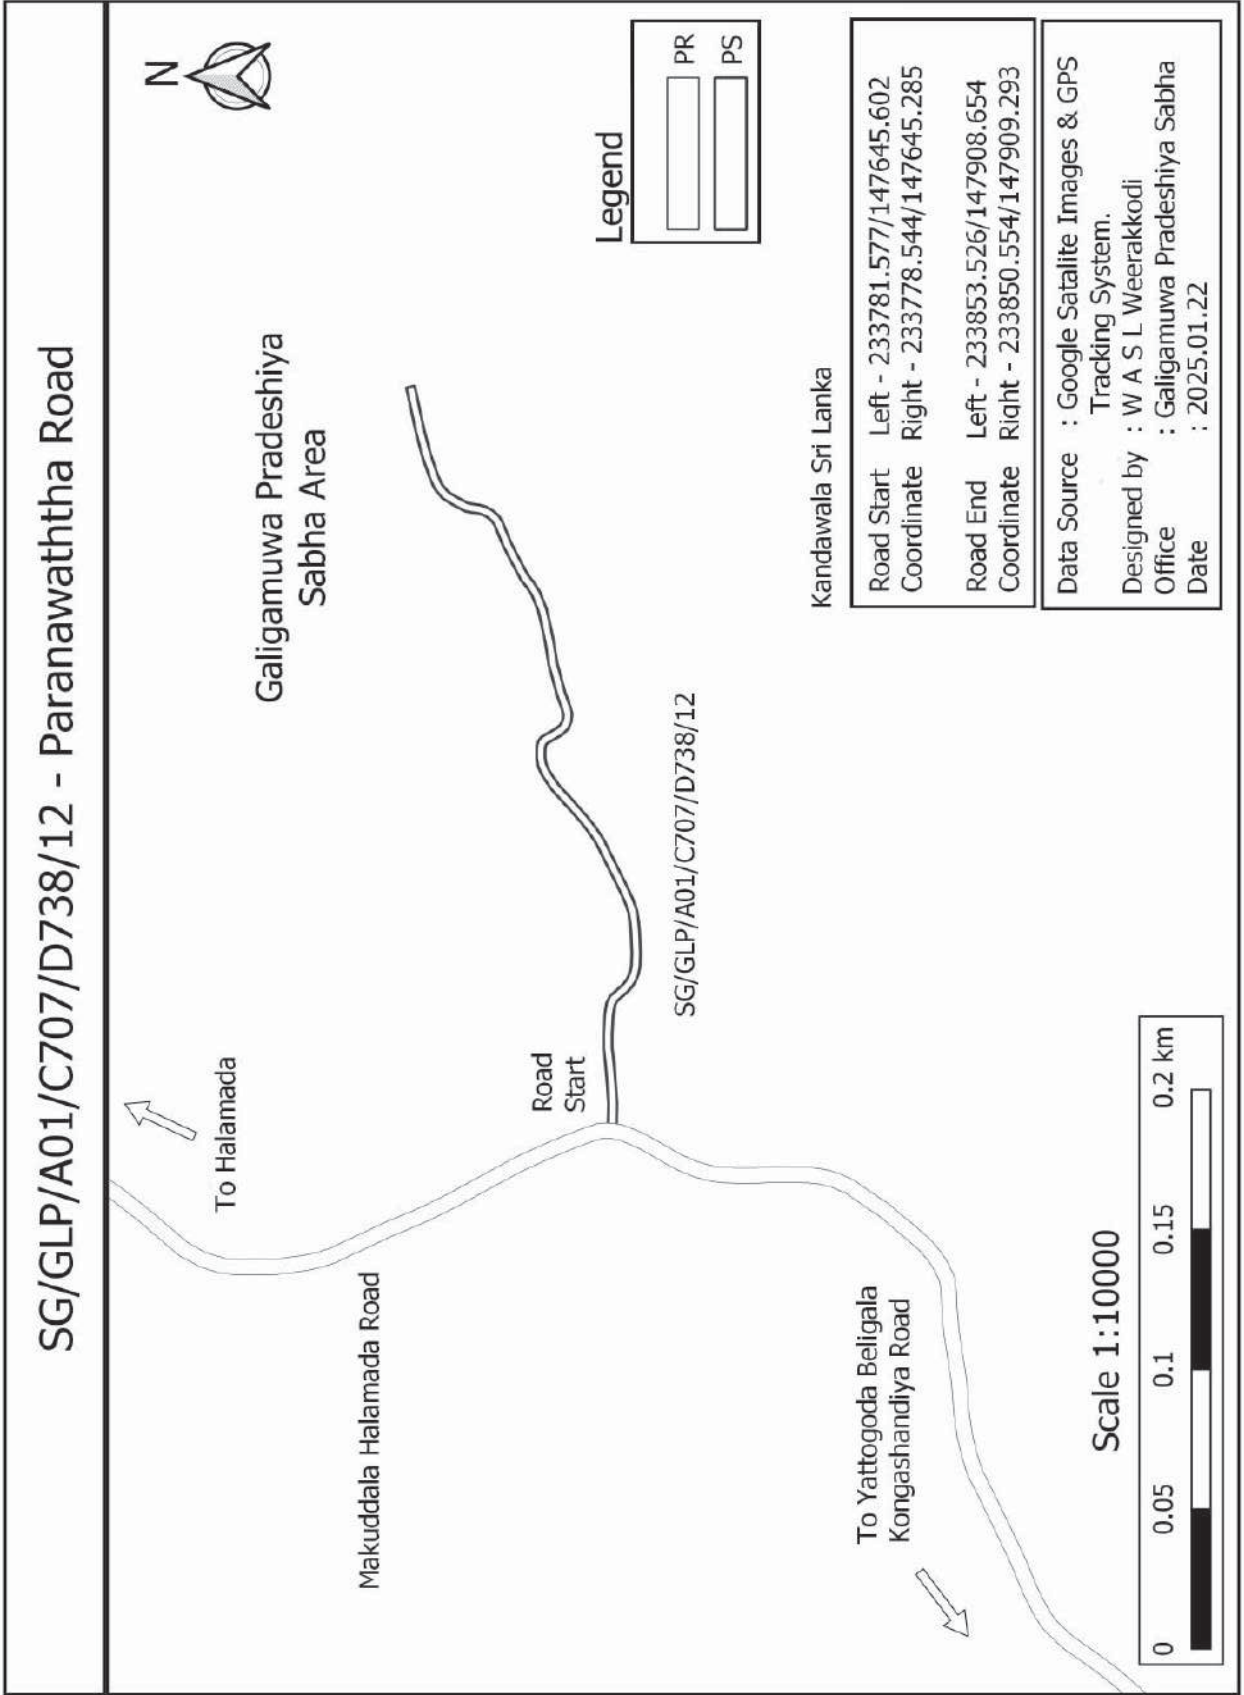 SG/GLP/A01/C707/D738/12 - Paranawaththa Road
N
To Halamada
Galigamuwa Pradeshiya
Sabha Area
Makuddala Halamada Road
Road
Start
SG/GLP/A01/C707/D738/12
Legend
PR
PS
To Yattogoda Beligala
Kongashandiya Road
Kandawala Sri Lanka
Road Start Left - 233781.577/147645.602
Coordinate Right - 233778.544/147645.285
Road End Left - 233853.526/147908.654
Coordinate Right - 233850.554/147909.293
Data Source : Google Satalite Images & GPS
Tracking System.
Designed by : W A S L Weerakkodi
Office : Galigamuwa Pradeshiya Sabha
Date : 2025.01.22
Scale 1:10000
0 0.05 0.1 0.15 0.2 km